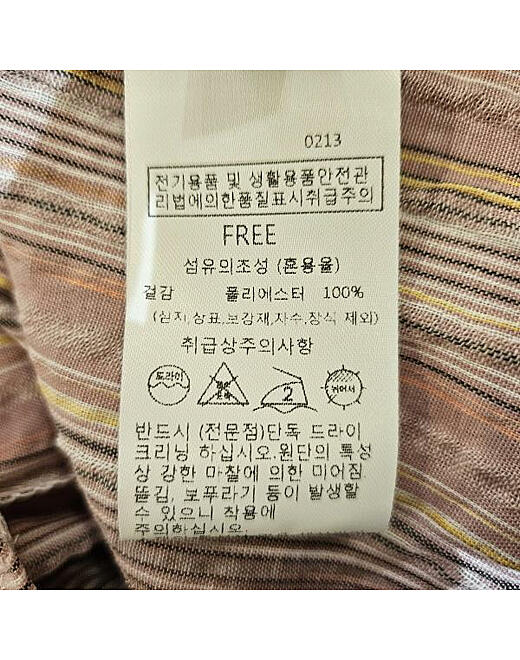 0213
전기용품 및 생활용품안전관
리법에의한품질표시취급주의
FREE
섬유의조성 (혼용율)
겉감 폴리에스터 100%
(심지,상표,보강재,자수,장식 제외)
취급상주의사항
드라이
2
뉘어서
반드시 (전문점)단독 드라이
크리닝 하십시오.원단의 특성
상 강한 마찰에 의한 미어짐
뜯김, 보푸라기 등이 발생할
수 있으니 착용에
주의하십시오.